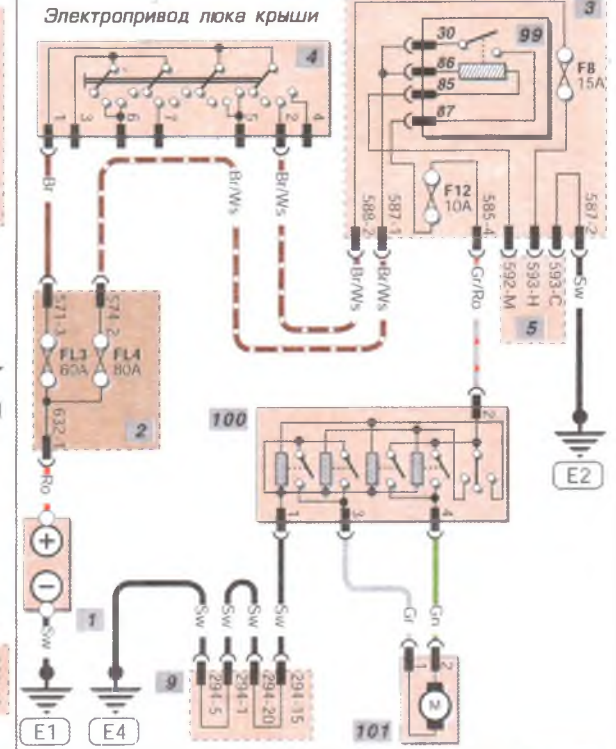 Электропривод люка крыши
3
4
99
30
86
85
87
F8
15A
F12
10A
1
3
6
7
5
2
4
588-2
587-1
585-4
587-2
Br
Br/Ws
Br/Ws
Br/Ws
Br/Ws
Gr/Ro
592-M
593-H
593-C
Sw
5
571-3
574-2
FL3
60A
FL4
80A
632-1
2
E2
100
2
1
3
4
Ro
+
−
1
Sw
Sw
Sw
Sw
Sw
Gr
Gn
9
294-5
294-1
294-20
294-15
1
2
M
101
E1
E4